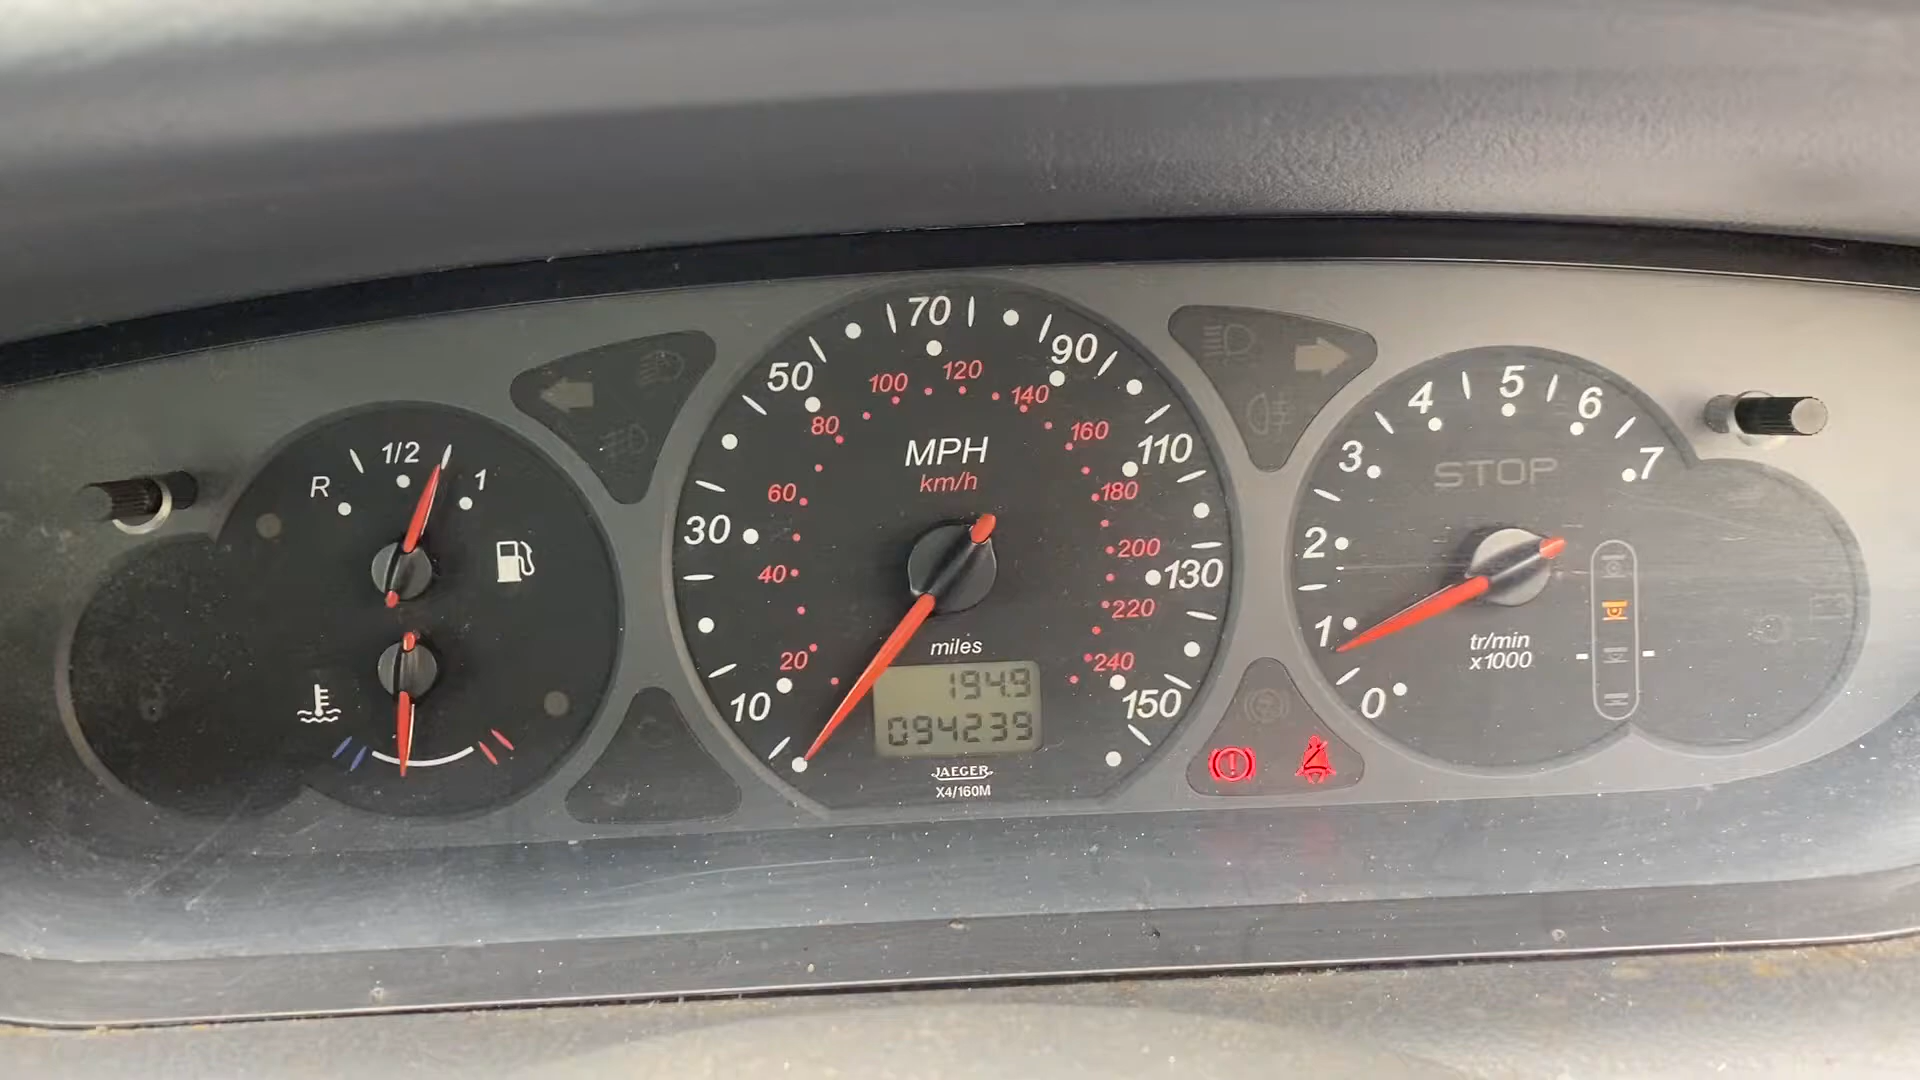 R 1/2 1
10 30 50 70 90 110 130 150
20 40 60 80 100 120 140 160 180 200 220 240
MPH
km/h
miles
194.9
094239
JAEGER
X4/160M
0 1 2 3 4 5 6 7
STOP
tr/min
x1000